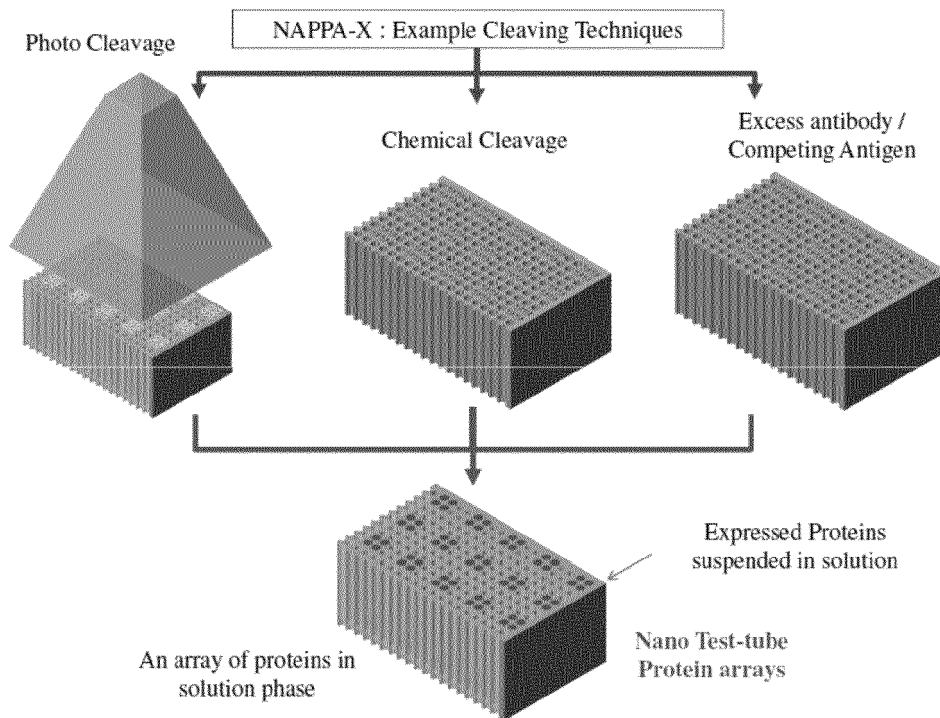 NAPPA-X : Example Cleaving Techniques
Photo Cleavage
Chemical Cleavage
Excess antibody /
Competing Antigen
Expressed Proteins
suspended in solution
Nano Test-tube
Protein arrays
An array of proteins in
solution phase